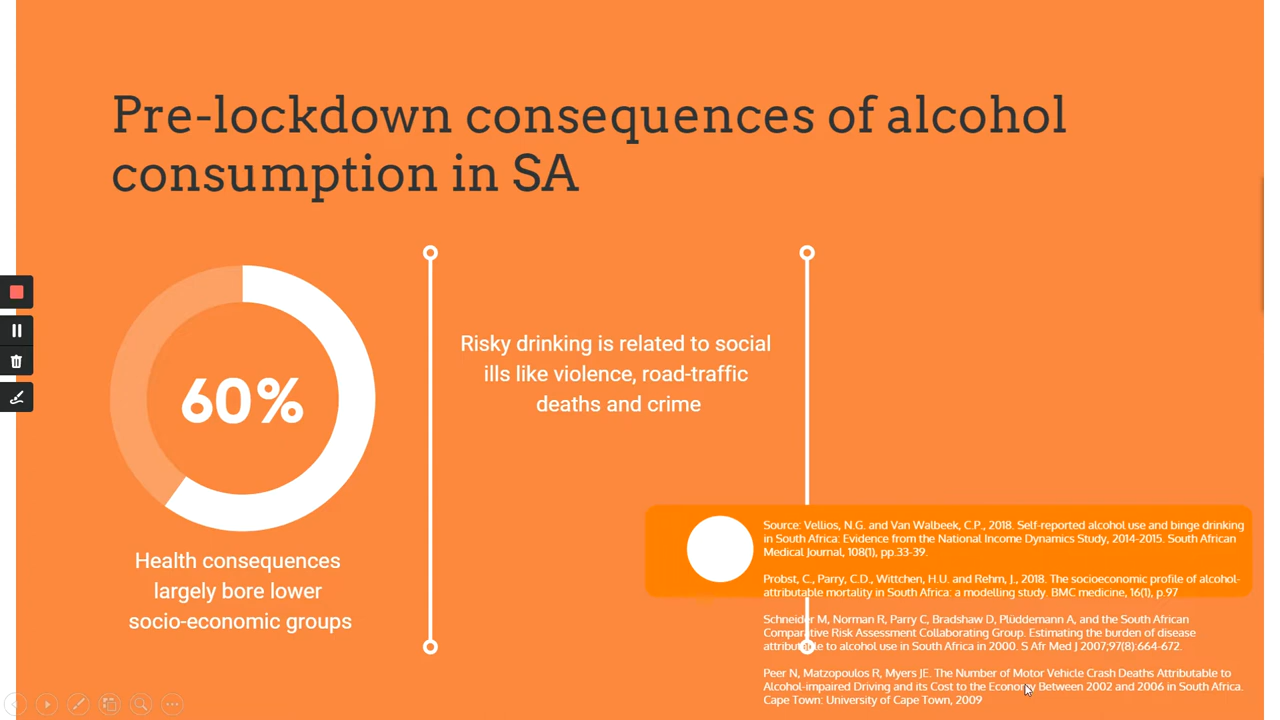 Pre-lockdown consequences of alcohol
consumption in SA
60%
Health consequences
largely bore lower
socio-economic groups
Risky drinking is related to social
ills like violence, road-traffic
deaths and crime
Source: Vellios, N.G. and Van Walbeek, C.P., 2018. Self-reported alcohol use and binge drinking
in South Africa: Evidence from the National Income Dynamics Study, 2014-2015. South African
Medical Journal, 108(1), pp.33-39.
Probst, C., Parry, C.D., Wittchen, H.U. and Rehm, J., 2018. The socioeconomic profile of alcohol-
attributable mortality in South Africa: a modelling study. BMC medicine, 16(1), p.97
Schneider M, Norman R, Parry C, Bradshaw D, Plüddemann A, and the South African
Comparative Risk Assessment Collaborating Group. Estimating the burden of disease
attributable to alcohol use in South Africa in 2000. S Afr Med J 2007;97(8):664-672.
Peer N, Matzopoulos R, Myers JE. The Number of Motor Vehicle Crash Deaths Attributable to
Alcohol-impaired Driving and its Cost to the Economy Between 2002 and 2006 in South Africa.
Cape Town: University of Cape Town, 2009